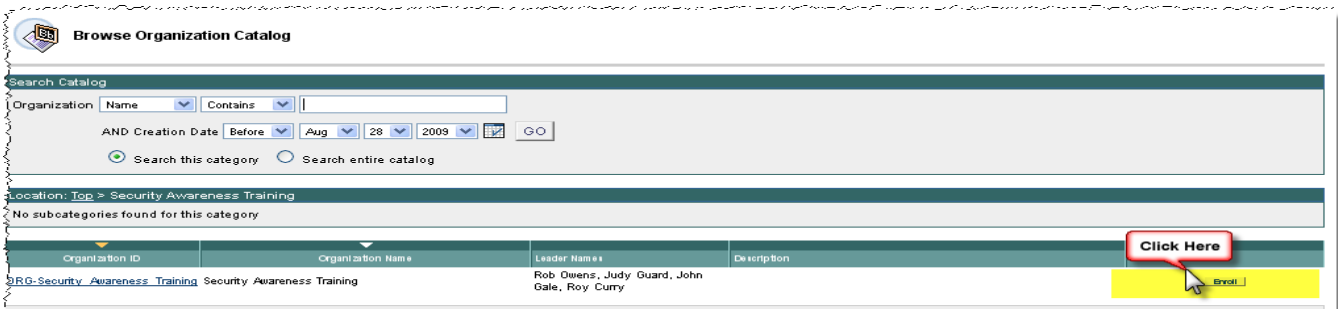 Browse Organization Catalog
Search Catalog
Organization Name Contains
AND Creation Date Before Aug 28 2009 GO
Search this category Search entire catalog
Location: Top > Security Awareness Training
No subcategories found for this category
Click Here
Organization ID Organization Name Leader Names Description
ORG-Security_Awareness_Training Security Awareness Training Rob Owens, Judy Guard, John Gale, Roy Curry Enroll